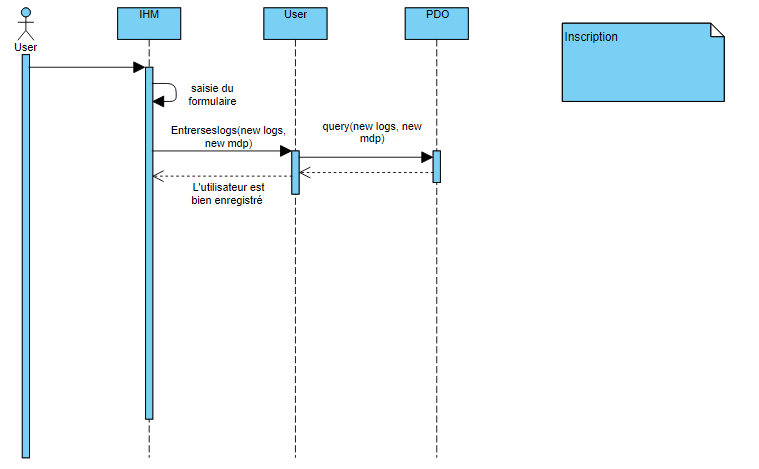 IHM
User
PDO
User
Inscription
saisie du
formulaire
Entrerseslogs(new logs,
new mdp)
query(new logs, new
mdp)
L'utilisateur est
bien enregistré